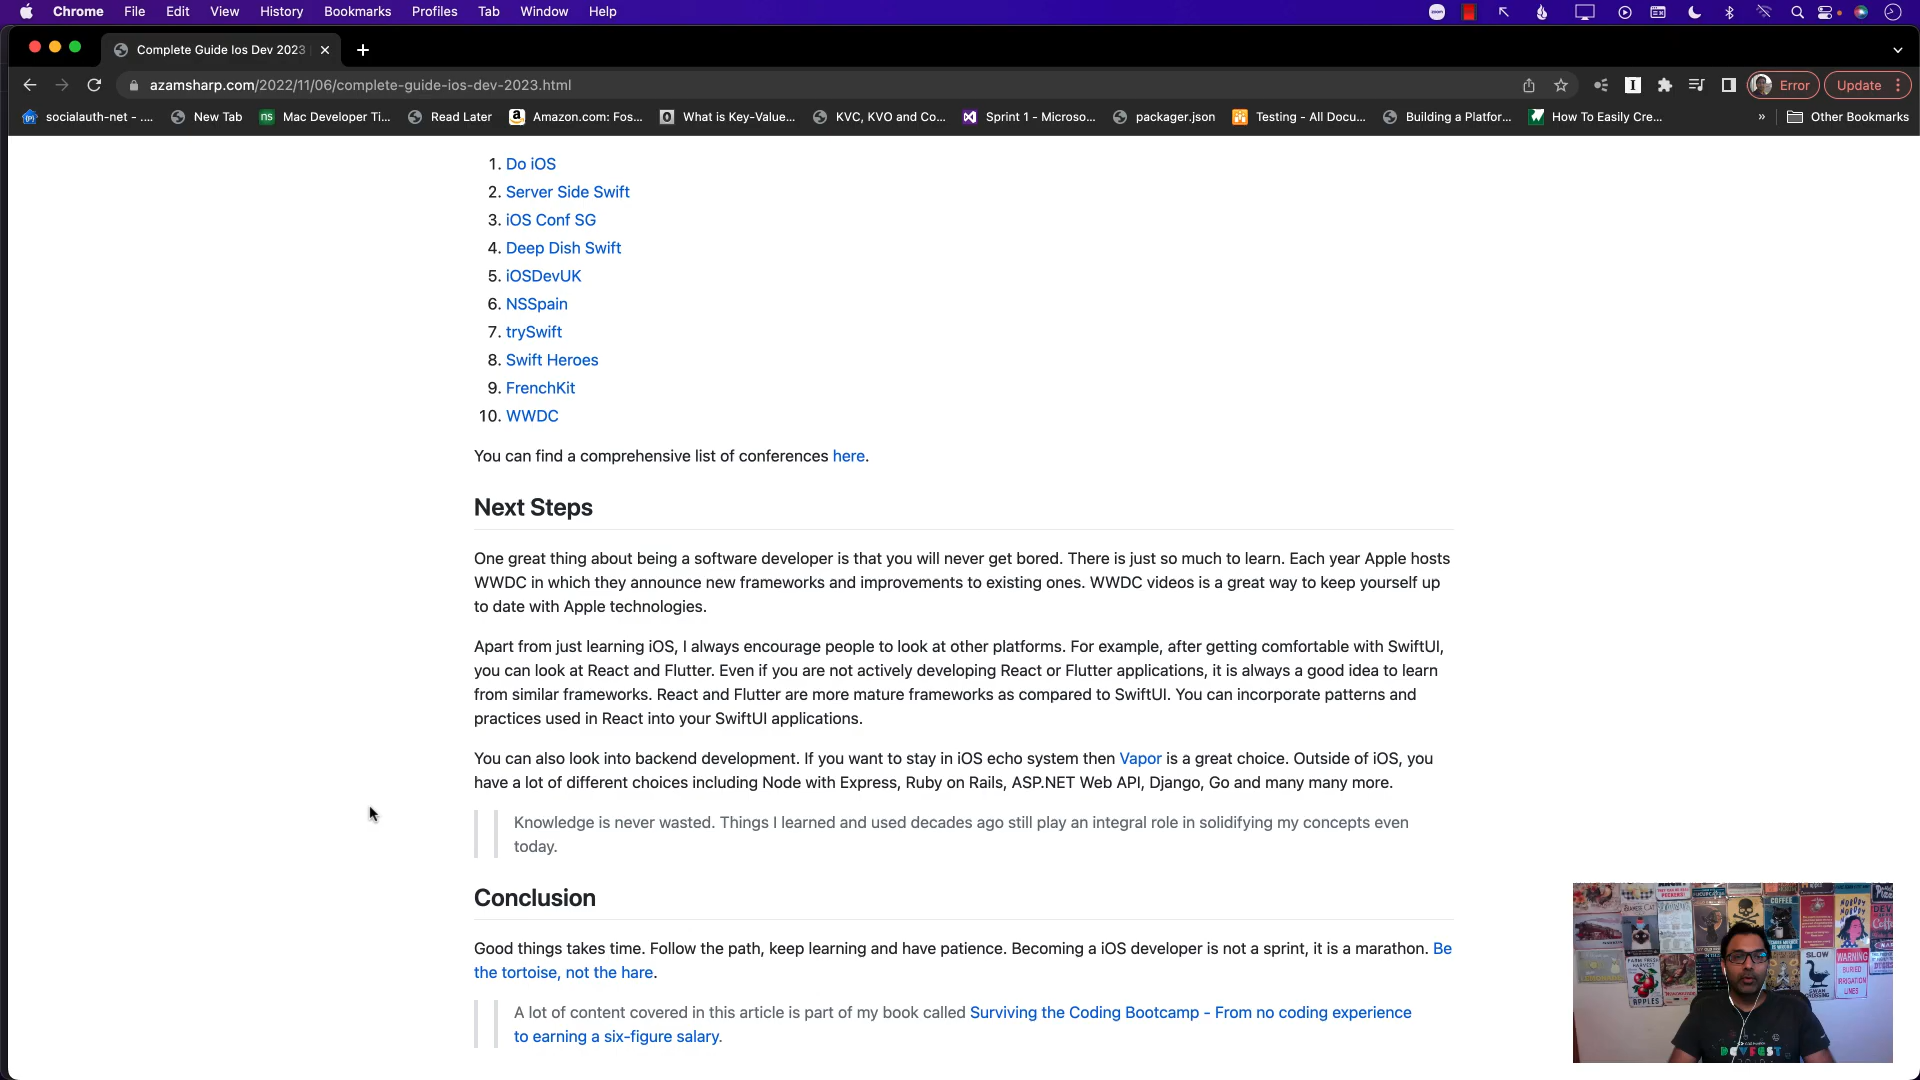 Chrome File Edit View History Bookmarks Profiles Tab Window Help
Complete Guide Ios Dev 2023
azamsharp.com/2022/11/06/complete-guide-ios-dev-2023.html
Error
Update
socialauth-net - ....
New Tab
Mac Developer Ti...
Read Later
Amazon.com: Fos...
What is Key-Value...
KVC, KVO and Co...
Sprint 1 - Microso...
packager.json
Testing - All Docu...
Building a Platfor...
How To Easily Cre...
»
Other Bookmarks
1. Do iOS
2. Server Side Swift
3. iOS Conf SG
4. Deep Dish Swift
5. iOSDevUK
6. NSSpain
7. trySwift
8. Swift Heroes
9. FrenchKit
10. WWDC
You can find a comprehensive list of conferences here.
Next Steps
One great thing about being a software developer is that you will never get bored. There is just so much to learn. Each year Apple hosts
WWDC in which they announce new frameworks and improvements to existing ones. WWDC videos is a great way to keep yourself up
to date with Apple technologies.
Apart from just learning iOS, I always encourage people to look at other platforms. For example, after getting comfortable with SwiftUI,
you can look at React and Flutter. Even if you are not actively developing React or Flutter applications, it is always a good idea to learn
from similar frameworks. React and Flutter are more mature frameworks as compared to SwiftUI. You can incorporate patterns and
practices used in React into your SwiftUI applications.
You can also look into backend development. If you want to stay in iOS echo system then Vapor is a great choice. Outside of iOS, you
have a lot of different choices including Node with Express, Ruby on Rails, ASP.NET Web API, Django, Go and many many more.
Knowledge is never wasted. Things I learned and used decades ago still play an integral role in solidifying my concepts even
today.
Conclusion
Good things takes time. Follow the path, keep learning and have patience. Becoming a iOS developer is not a sprint, it is a marathon. Be
the tortoise, not the hare.
A lot of content covered in this article is part of my book called Surviving the Coding Bootcamp - From no coding experience
to earning a six-figure salary.
COFFEE
NOBODY
FARM FRESH
HARVEST
APPLES
SLOW
WARNING
BURIED
IRRIGATION
LINES
DEVFEST